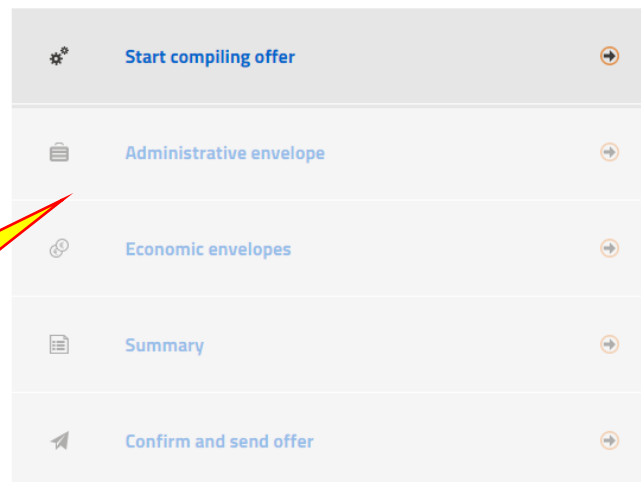 Start compiling offer
Administrative envelope
Economic envelopes
Summary
Confirm and send offer